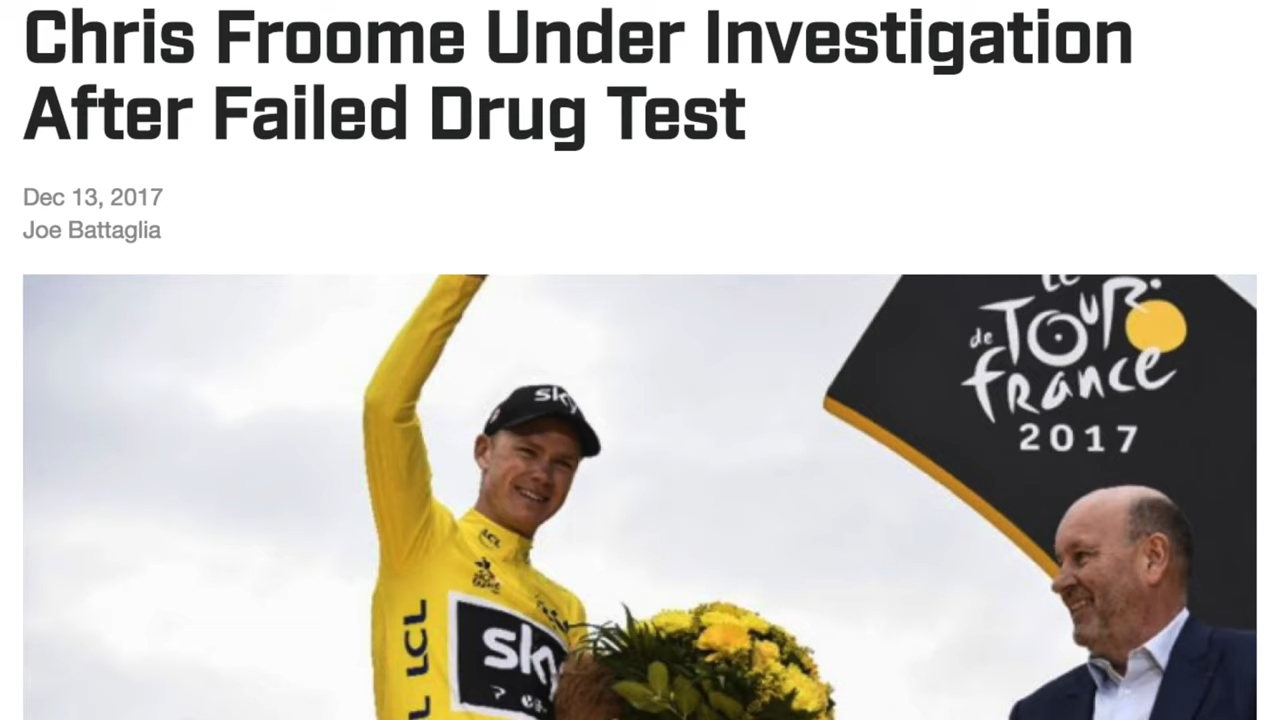 Chris Froome Under Investigation
After Failed Drug Test
Dec 13, 2017
Joe Battaglia
LE
de TOUR
france
2017
sky
LCL
LCL
sky